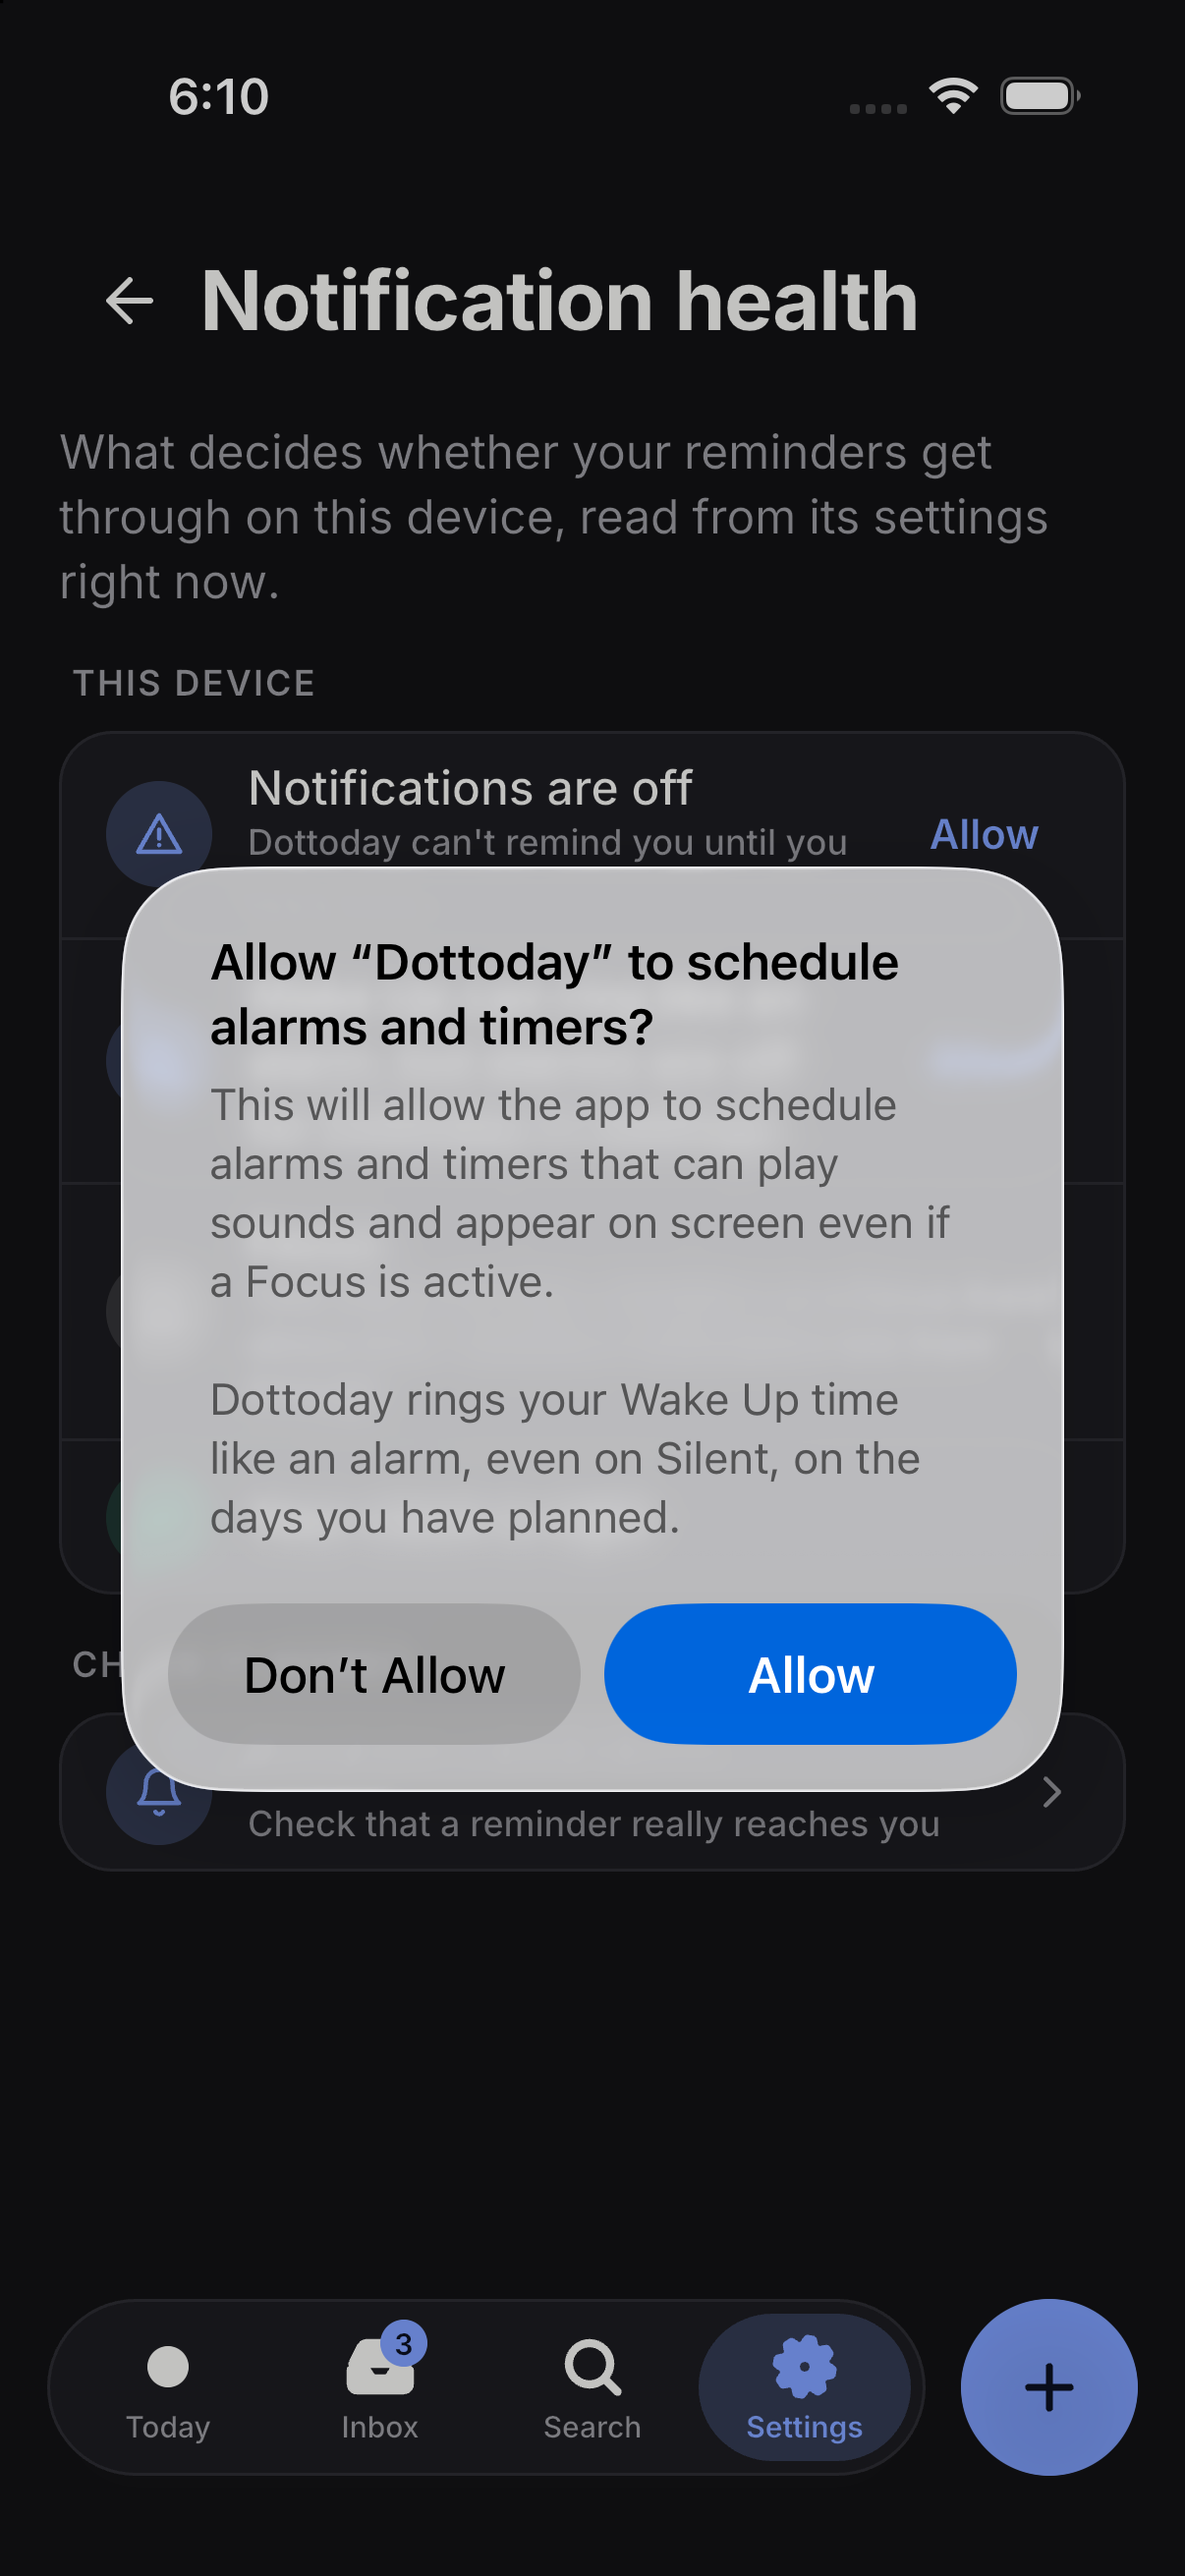 6:10
Notification health
What decides whether your reminders get
through on this device, read from its settings
right now.
THIS DEVICE
Notifications are off
Dottoday can't remind you until you
Allow
Allow “Dottoday” to schedule
alarms and timers?
This will allow the app to schedule
alarms and timers that can play
sounds and appear on screen even if
a Focus is active.
Dottoday rings your Wake Up time
like an alarm, even on Silent, on the
days you have planned.
Don’t Allow
Allow
Check that a reminder really reaches you
3
Today
Inbox
Search
Settings